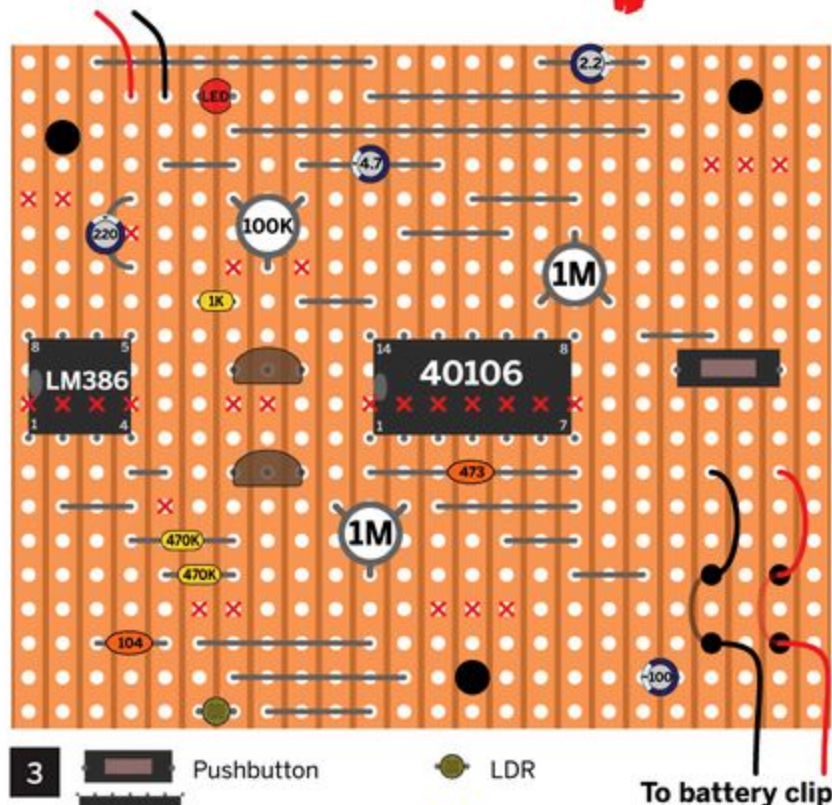 2.2
LED
4.7
220
100K
1M
1K
8 5
LM386
1 4
14 8
40106
1 7
473
1M
470K
470K
104
-100
3 Pushbutton LDR
To battery clip